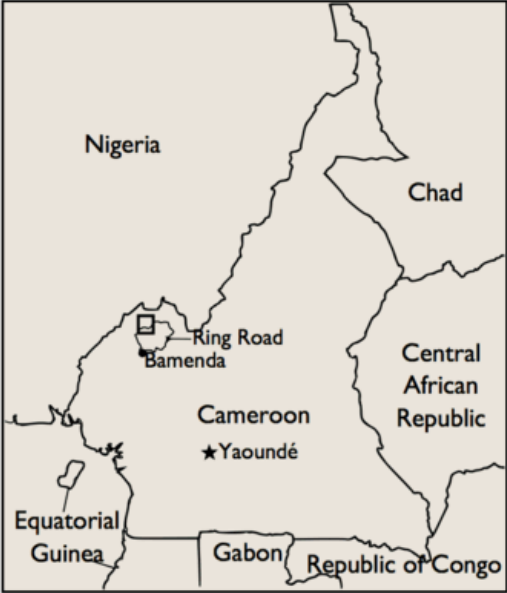 Nigeria
Chad
Ring Road
Bamenda
Central
African
Republic
Cameroon
Yaoundé
Equatorial
Guinea
Gabon
Republic of Congo